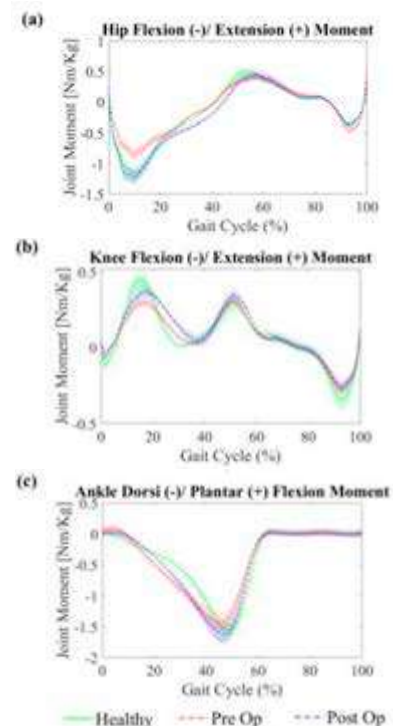 (a)
Hip Flexion (-)/ Extension (+) Moment
Joint Moment [Nm/Kg]
1
0.5
0
-0.5
-1
-1.5
0 20 40 60 80 100
Gait Cycle (%)
(b)
Knee Flexion (-)/ Extension (+) Moment
Joint Moment [Nm/Kg]
0.5
0
-0.5
0 20 40 60 80 100
Gait Cycle (%)
(c)
Ankle Dorsi (-)/ Plantar (+) Flexion Moment
Joint Moment [Nm/Kg]
0.5
0
-0.5
-1
-1.5
-2
0 20 40 60 80 100
Gait Cycle (%)
Healthy Pre Op Post Op